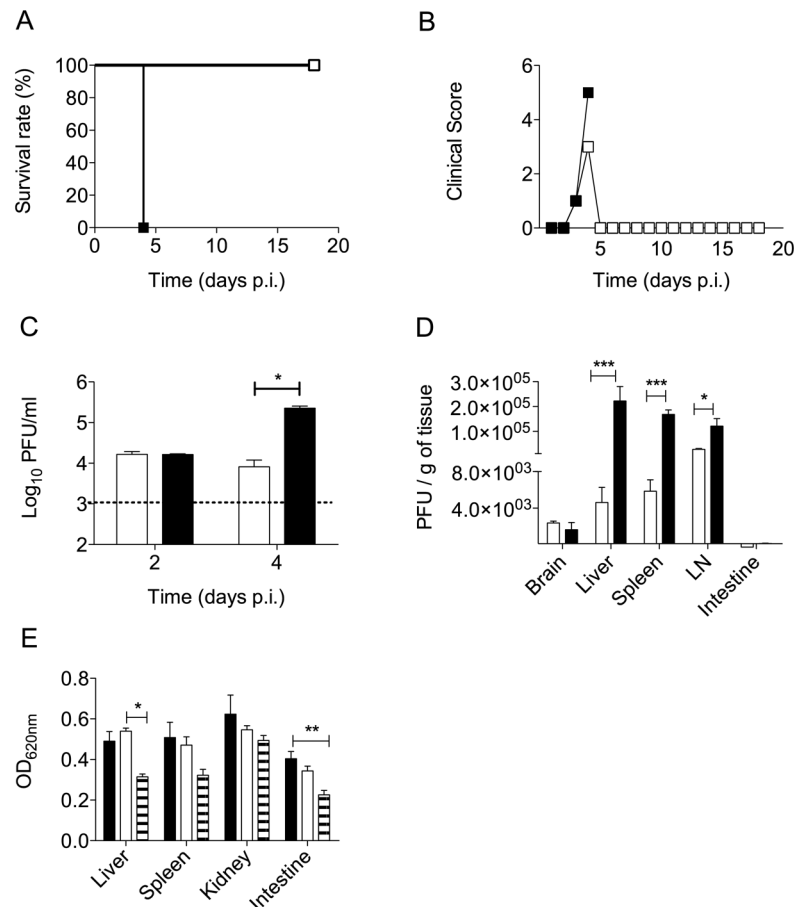 A
Survival rate (%)
100
80
60
40
20
0
0 5 10 15 20
Time (days p.i.)
B
Clinical Score
6
4
2
0
5 10 15 20
Time (days p.i.)
C
Log10 PFU/ml
6
5
4
3
2
*
2 4
Time (days p.i.)
D
PFU / g of tissue
3.0×10^05
2.0×10^05
1.0×10^05
8.0×10^03
4.0×10^03
*** *** *
Brain Liver Spleen LN Intestine
E
OD620nm
0.8
0.6
0.4
0.2
0.0
* **
Liver Spleen Kidney Intestine